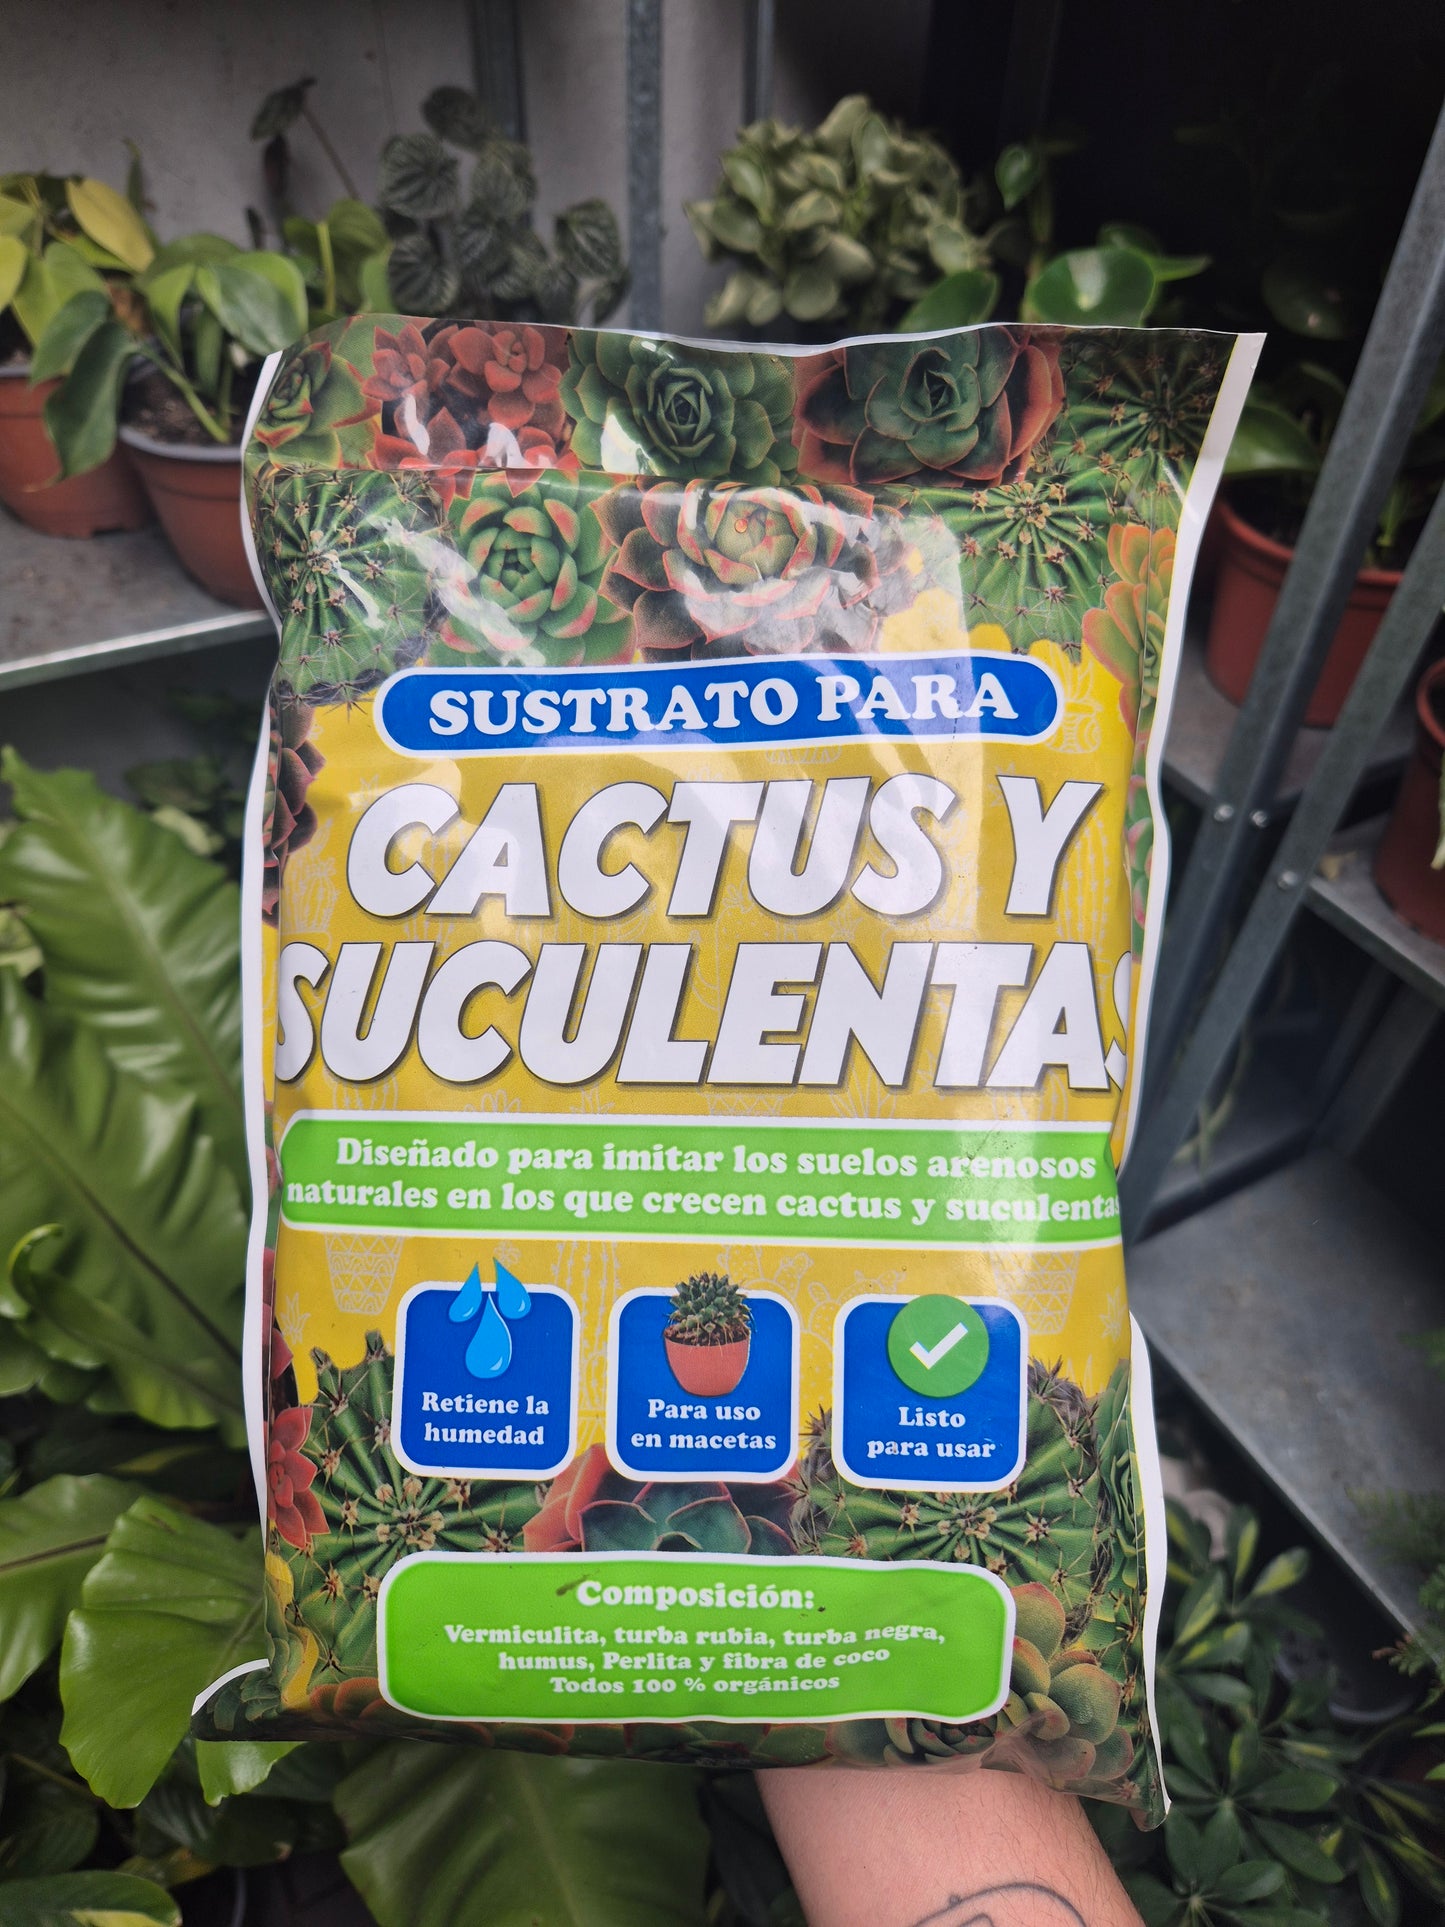 SUSTRATO PARA
CACTUS Y
SUCULENTAS
Diseñado para imitar los suelos arenosos
naturales en los que crecen cactus y suculentas
Retiene la
humedad
Para uso
en macetas
Listo
para usar
Composición:
Vermiculita, turba rubia, turba negra,
humus, Perlita y fibra de coco
Todos 100 % orgánicos